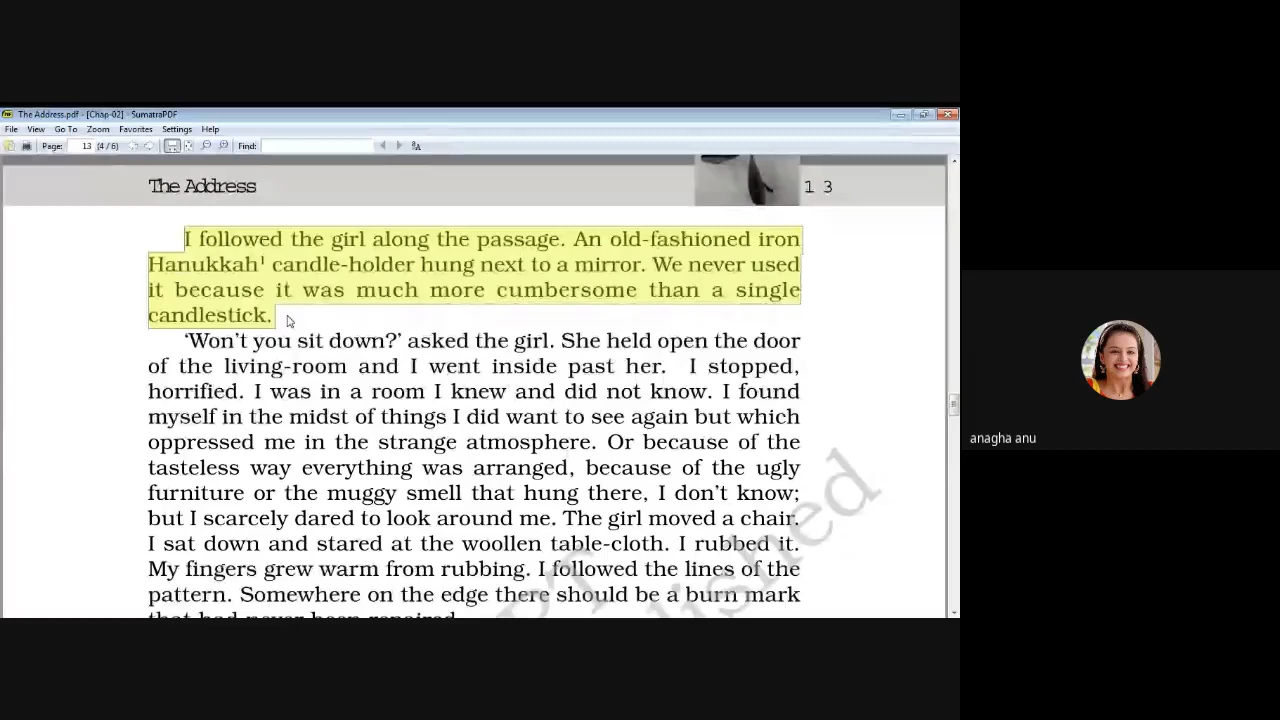 The Address.pdf - [Chap-02] - SumatraPDF
File View Go To Zoom Favorites Settings Help
Page: 13 (4 / 6) Find:
The Address 1 3
I followed the girl along the passage. An old-fashioned iron
Hanukkah¹ candle-holder hung next to a mirror. We never used
it because it was much more cumbersome than a single
candlestick.
‘Won’t you sit down?’ asked the girl. She held open the door
of the living-room and I went inside past her. I stopped,
horrified. I was in a room I knew and did not know. I found
myself in the midst of things I did want to see again but which
oppressed me in the strange atmosphere. Or because of the
tasteless way everything was arranged, because of the ugly
furniture or the muggy smell that hung there, I don’t know;
but I scarcely dared to look around me. The girl moved a chair.
I sat down and stared at the woollen table-cloth. I rubbed it.
My fingers grew warm from rubbing. I followed the lines of the
pattern. Somewhere on the edge there should be a burn mark
that had never been repaired.
anagha anu